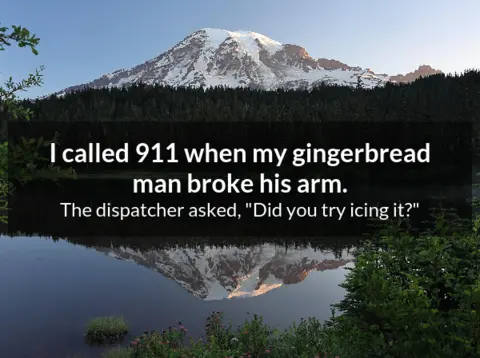 I called 911 when my gingerbread
man broke his arm.
The dispatcher asked, "Did you try icing it?"